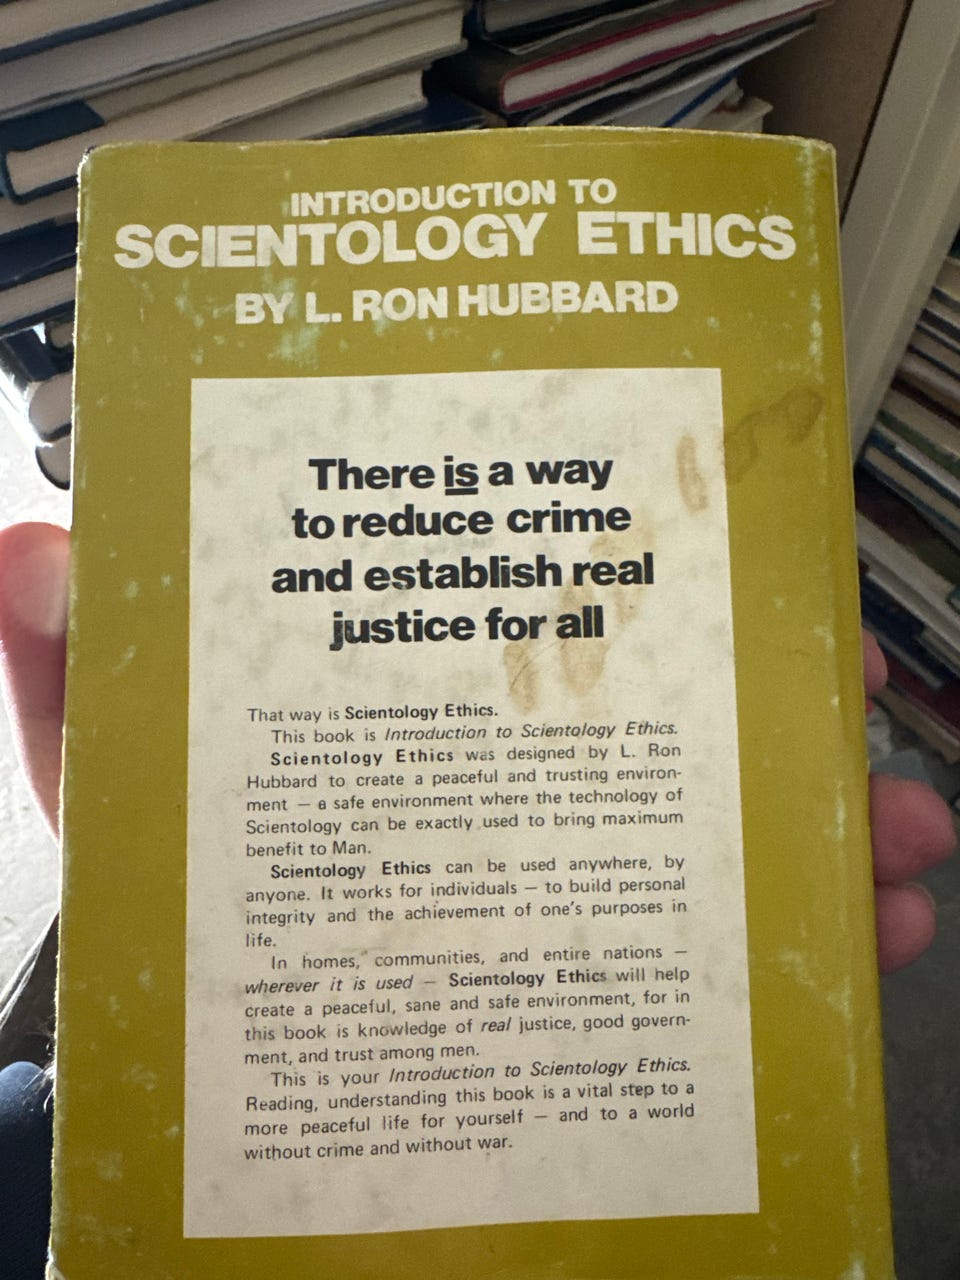 INTRODUCTION TO
SCIENTOLOGY ETHICS
BY L. RON HUBBARD
There is a way
to reduce crime
and establish real
justice for all
That way is Scientology Ethics.
This book is Introduction to Scientology Ethics.
Scientology Ethics was designed by L. Ron
Hubbard to create a peaceful and trusting environ-
ment — a safe environment where the technology of
Scientology can be exactly used to bring maximum
benefit to Man.
Scientology Ethics can be used anywhere, by
anyone. It works for individuals — to build personal
integrity and the achievement of one's purposes in
life.
In homes, communities, and entire nations —
wherever it is used — Scientology Ethics will help
create a peaceful, sane and safe environment, for in
this book is knowledge of real justice, good govern-
ment, and trust among men.
This is your Introduction to Scientology Ethics.
Reading, understanding this book is a vital step to a
more peaceful life for yourself — and to a world
without crime and without war.